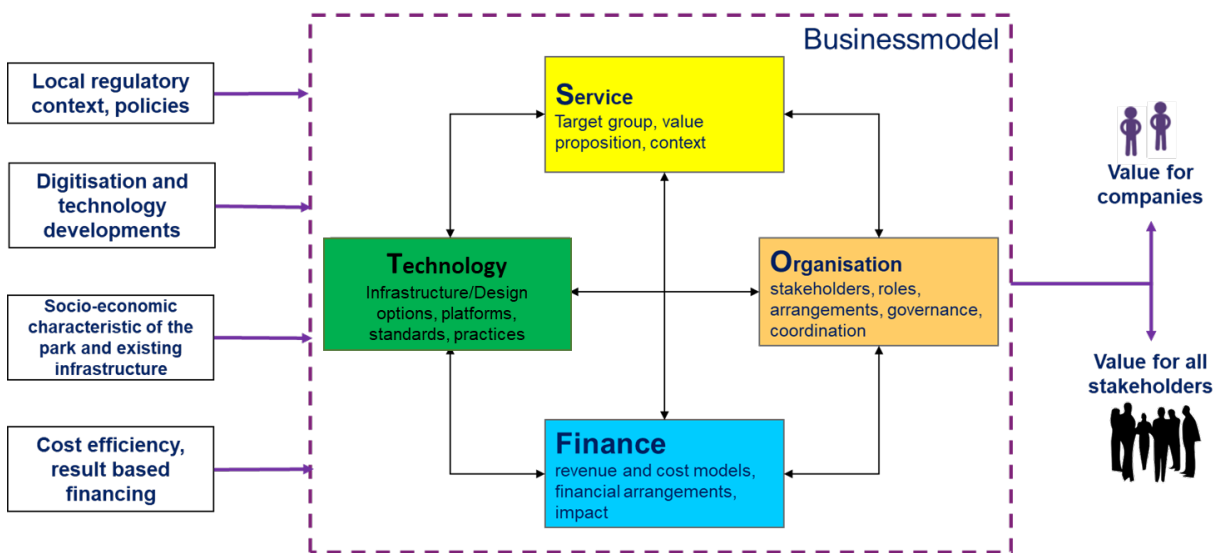 Businessmodel
Local regulatory
context, policies
Digitisation and
technology
developments
Socio-economic
characteristic of the
park and existing
infrastructure
Cost efficiency,
result based
financing
Service
Target group, value
proposition, context
Technology
Infrastructure/Design
options, platforms,
standards, practices
Organisation
stakeholders, roles,
arrangements, governance,
coordination
Finance
revenue and cost models,
financial arrangements,
impact
Value for
companies
Value for all
stakeholders